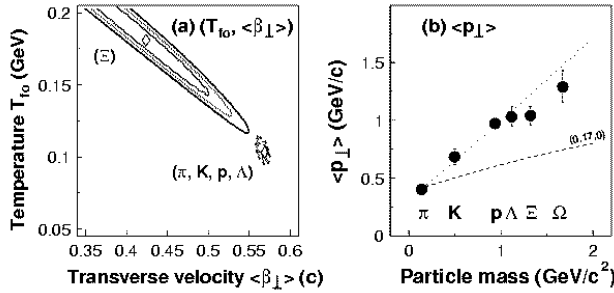 (a) (T_fo, <β⊥>)
(Ξ)
(π, K, p, Λ)
Temperature T_fo (GeV)
0.2
0.15
0.1
0.05
0.35 0.4 0.45 0.5 0.55 0.6
Transverse velocity <β⊥> (c)
(b) <p⊥>
(0.17,0)
π K p Λ Ξ Ω
<p⊥> (GeV/c)
1.5
1
0.5
0
0 1 2
Particle mass (GeV/c²)